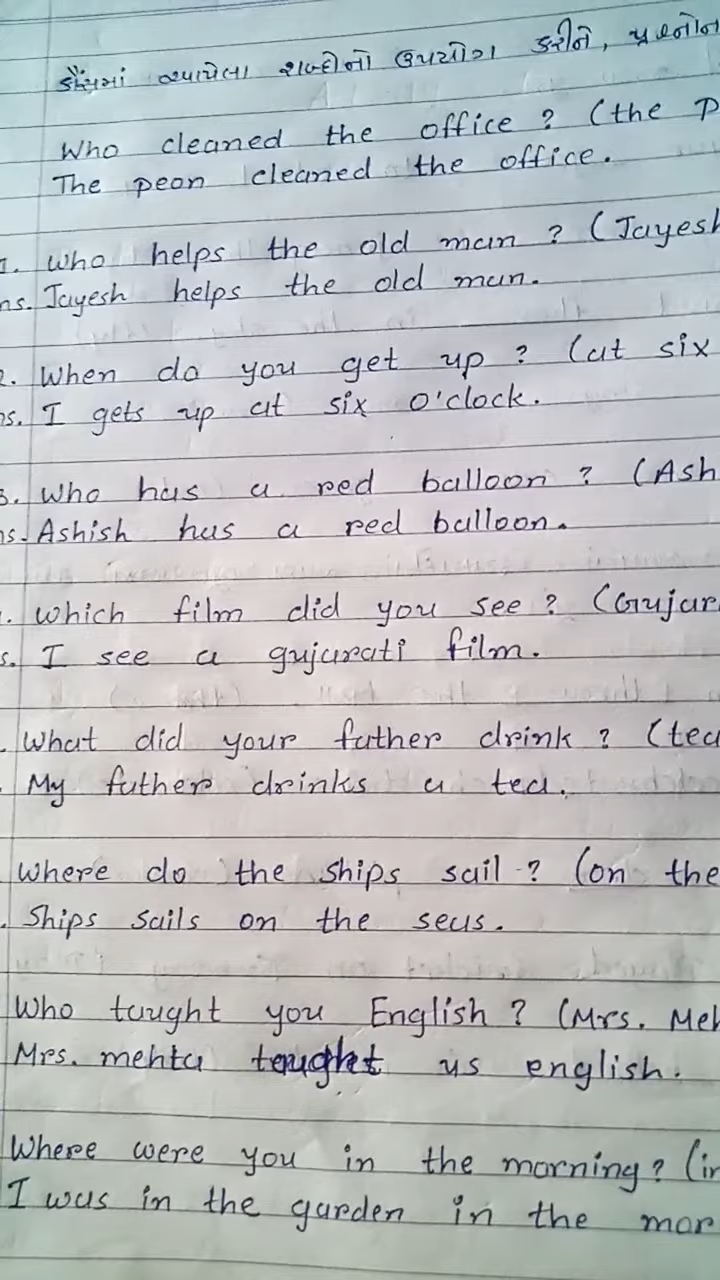 કૌંસમાં આપેલા શબ્દોનો ઉપયોગ કરીને,
Who cleaned the office ? (the P
The peon cleaned the office.
1. Who helps the old man ? (Jayesh
ns. Jayesh helps the old man.
2. When do you get up ? (at six
ns. I gets up at six o'clock.
3. Who has a red balloon ? (Ash
ns. Ashish has a red balloon.
. Which film did you see ? (Gujar
s. I see a gujarati film.
. What did your father drink ? (tea
. My father drinks a tea.
. Where do the ships sail ? (on the
. Ships sails on the seas.
Who taught you English ? (Mrs. Meh
Mrs. mehta tought us english.
Where were you in the morning ? (in
I was in the garden in the mor